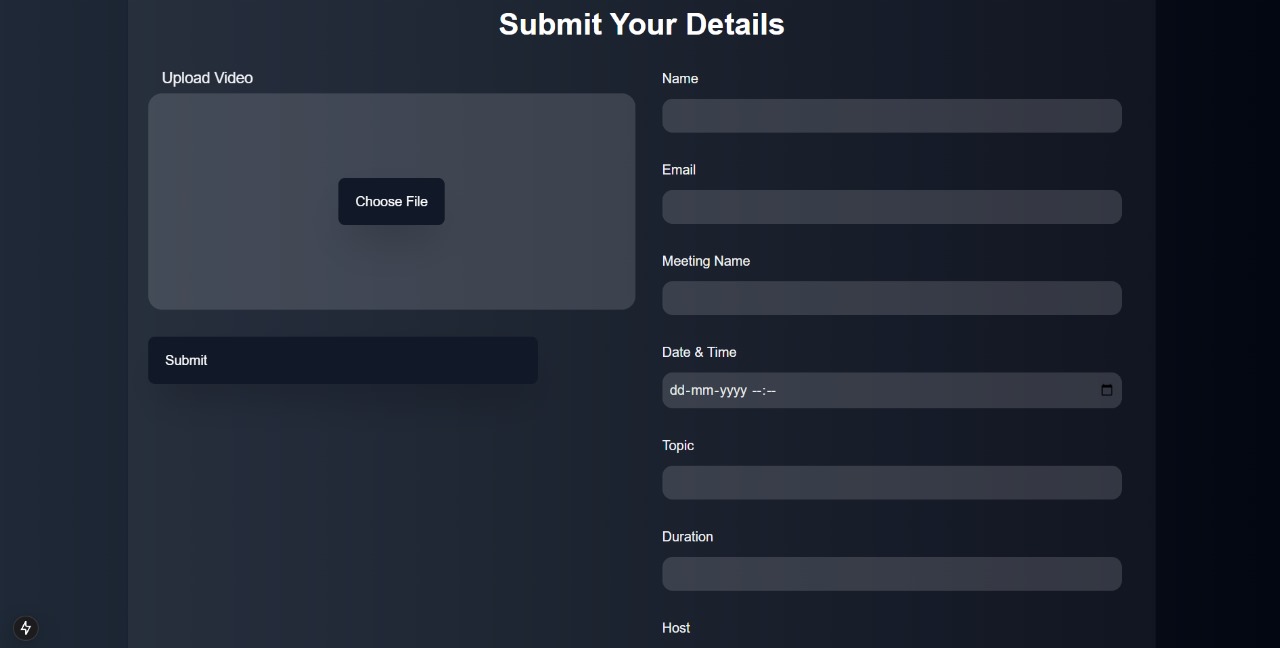 Submit Your Details
Upload Video
Choose File
Submit
Name
Email
Meeting Name
Date & Time
dd-mm-yyyy --:--
Topic
Duration
Host